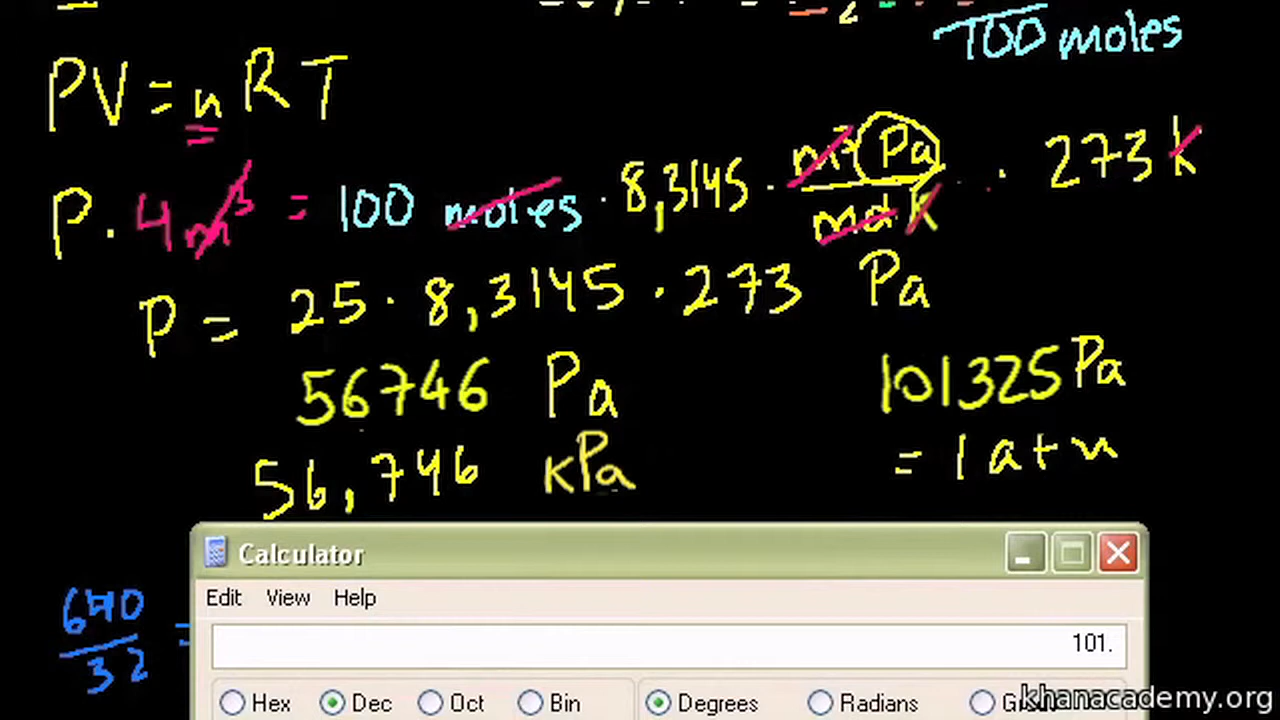 100 moles
PV = nRT
P · 4m³ = 100 moles · 8,3145 · m³ Pa / mol K · 273 K
P = 25 · 8,3145 · 273 Pa
56746 Pa
101325 Pa
56,746 kPa
= 1 atm
640 / 32 =
Calculator
Edit View Help
101.
Hex Dec Oct Bin Degrees Radians
khanacademy.org